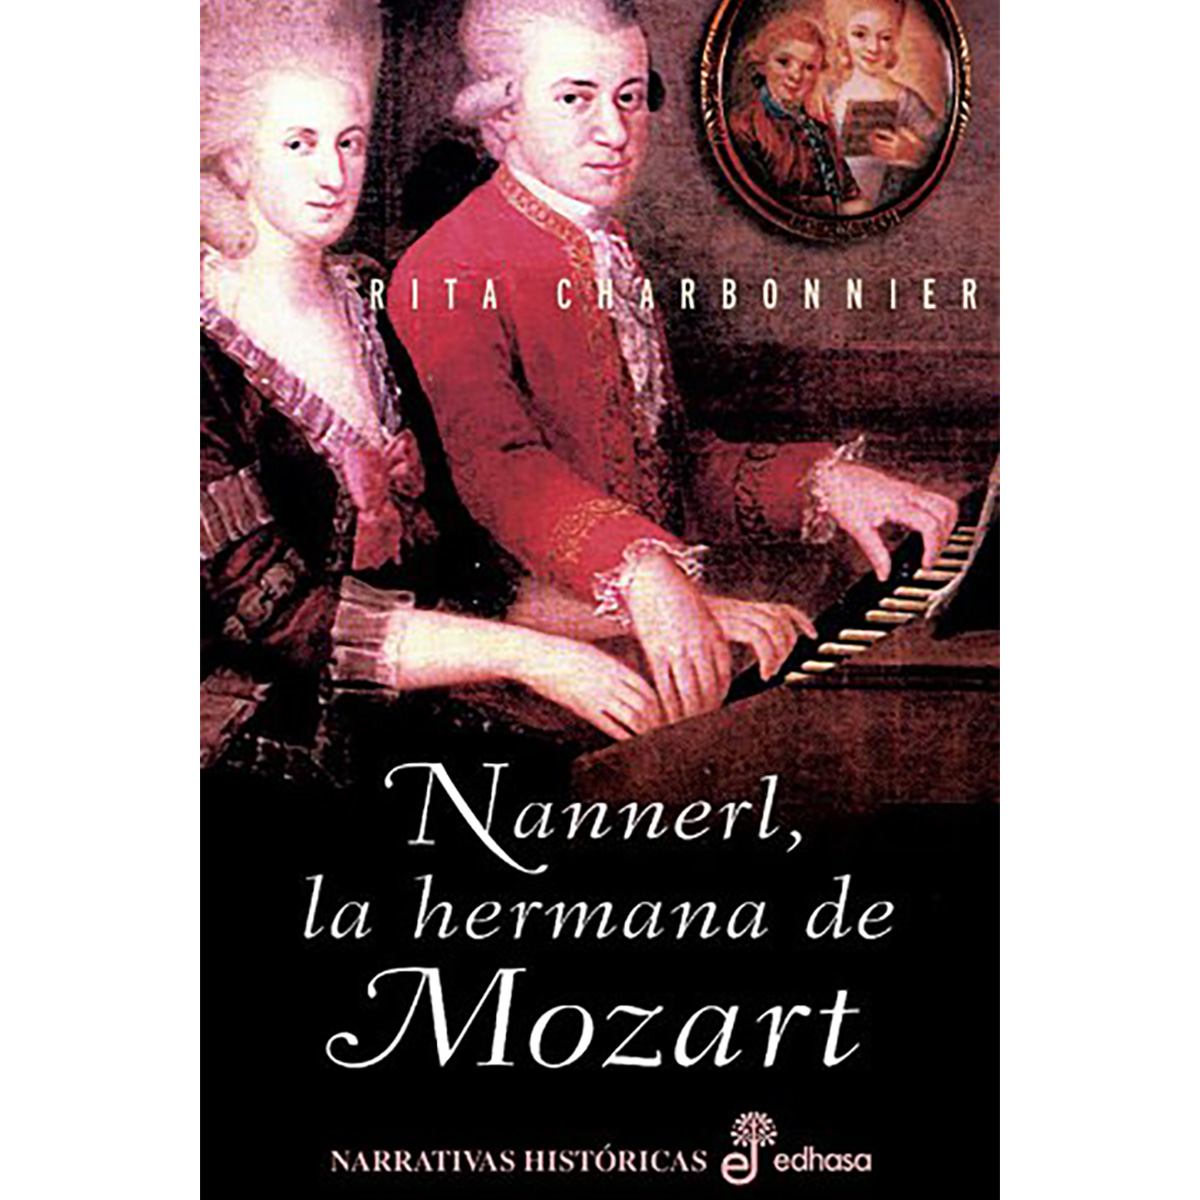 RITA CHARBONNIER
Nannerl,
la hermana de
Mozart
NARRATIVAS HISTÓRICAS edhasa